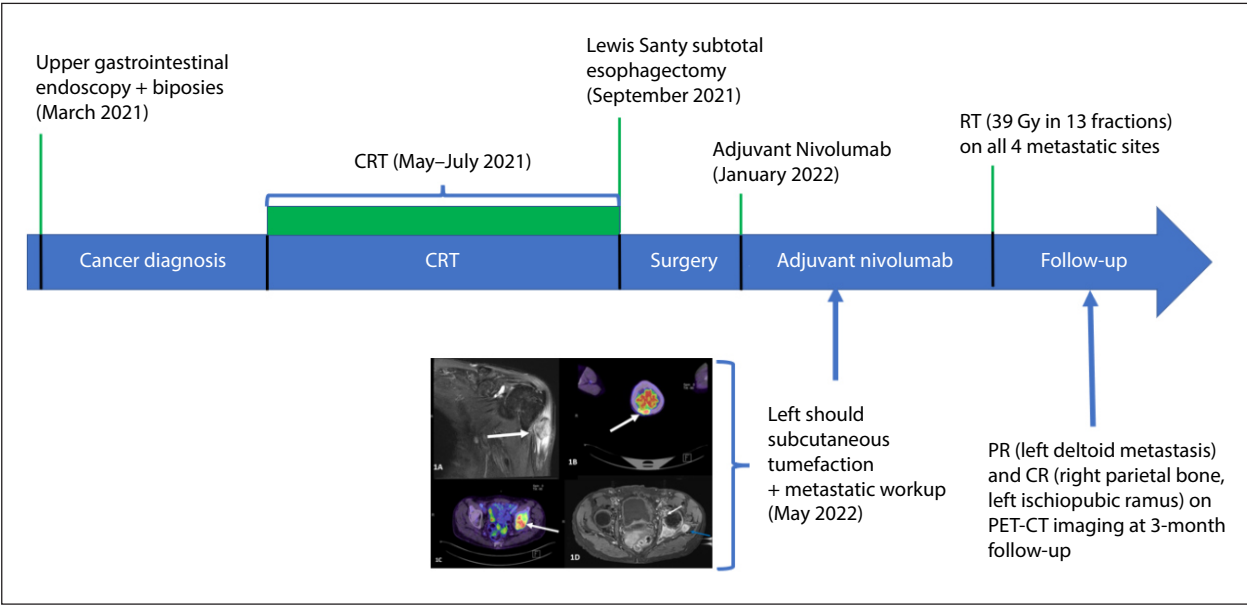 Upper gastrointestinal
endoscopy + biposies
(March 2021)
CRT (May–July 2021)
Lewis Santy subtotal
esophagectomy
(September 2021)
Adjuvant Nivolumab
(January 2022)
RT (39 Gy in 13 fractions)
on all 4 metastatic sites
Cancer diagnosis
CRT
Surgery
Adjuvant nivolumab
Follow-up
1A
1B
1C
1D
Left should
subcutaneous
tumefaction
+ metastatic workup
(May 2022)
PR (left deltoid metastasis)
and CR (right parietal bone,
left ischiopubic ramus) on
PET-CT imaging at 3-month
follow-up